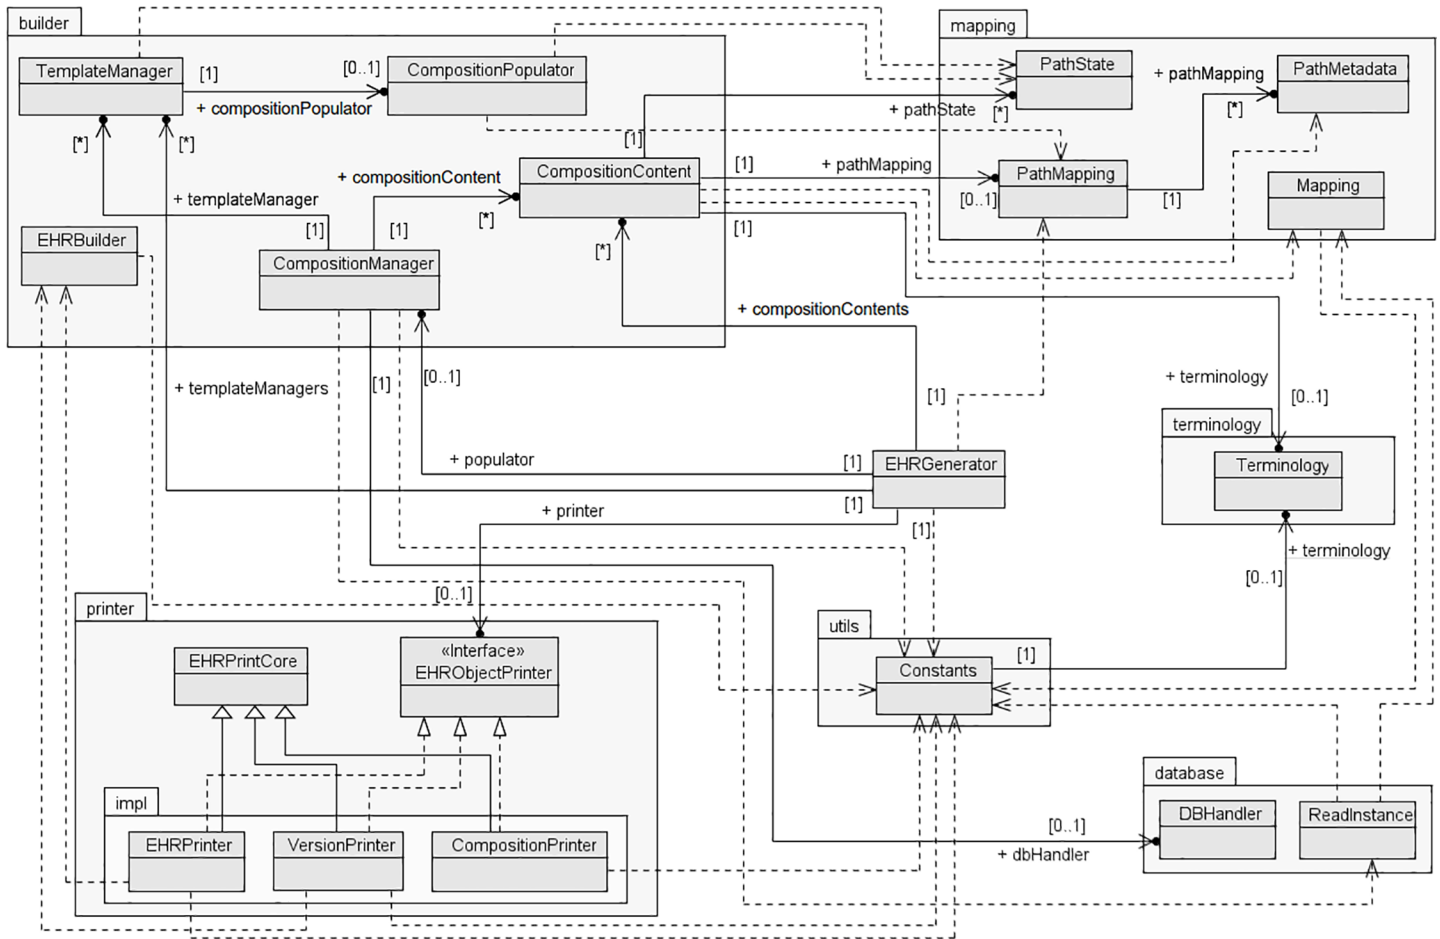 builder
mapping
TemplateManager
[1]
[0..1]
CompositionPopulator
+ compositionPopulator
PathState
+ pathMapping
PathMetadata
[*]
[*]
[*]
+ pathState
[*]
[1]
CompositionContent
[1]
+ pathMapping
PathMapping
[0..1]
[1]
Mapping
+ compositionContent
+ templateManager
[*]
[1]
[1]
[1]
[*]
EHRBuilder
CompositionManager
+ compositionContents
+ templateManagers
[1]
[0..1]
[1]
+ terminology
[0..1]
terminology
Terminology
+ populator
[1]
EHRGenerator
[1]
+ printer
[1]
+ terminology
[0..1]
[0..1]
printer
utils
EHRPrintCore
«Interface»
EHRObjectPrinter
Constants
[1]
impl
EHRPrinter
VersionPrinter
CompositionPrinter
database
DBHandler
ReadInstance
[0..1]
+ dbHandler